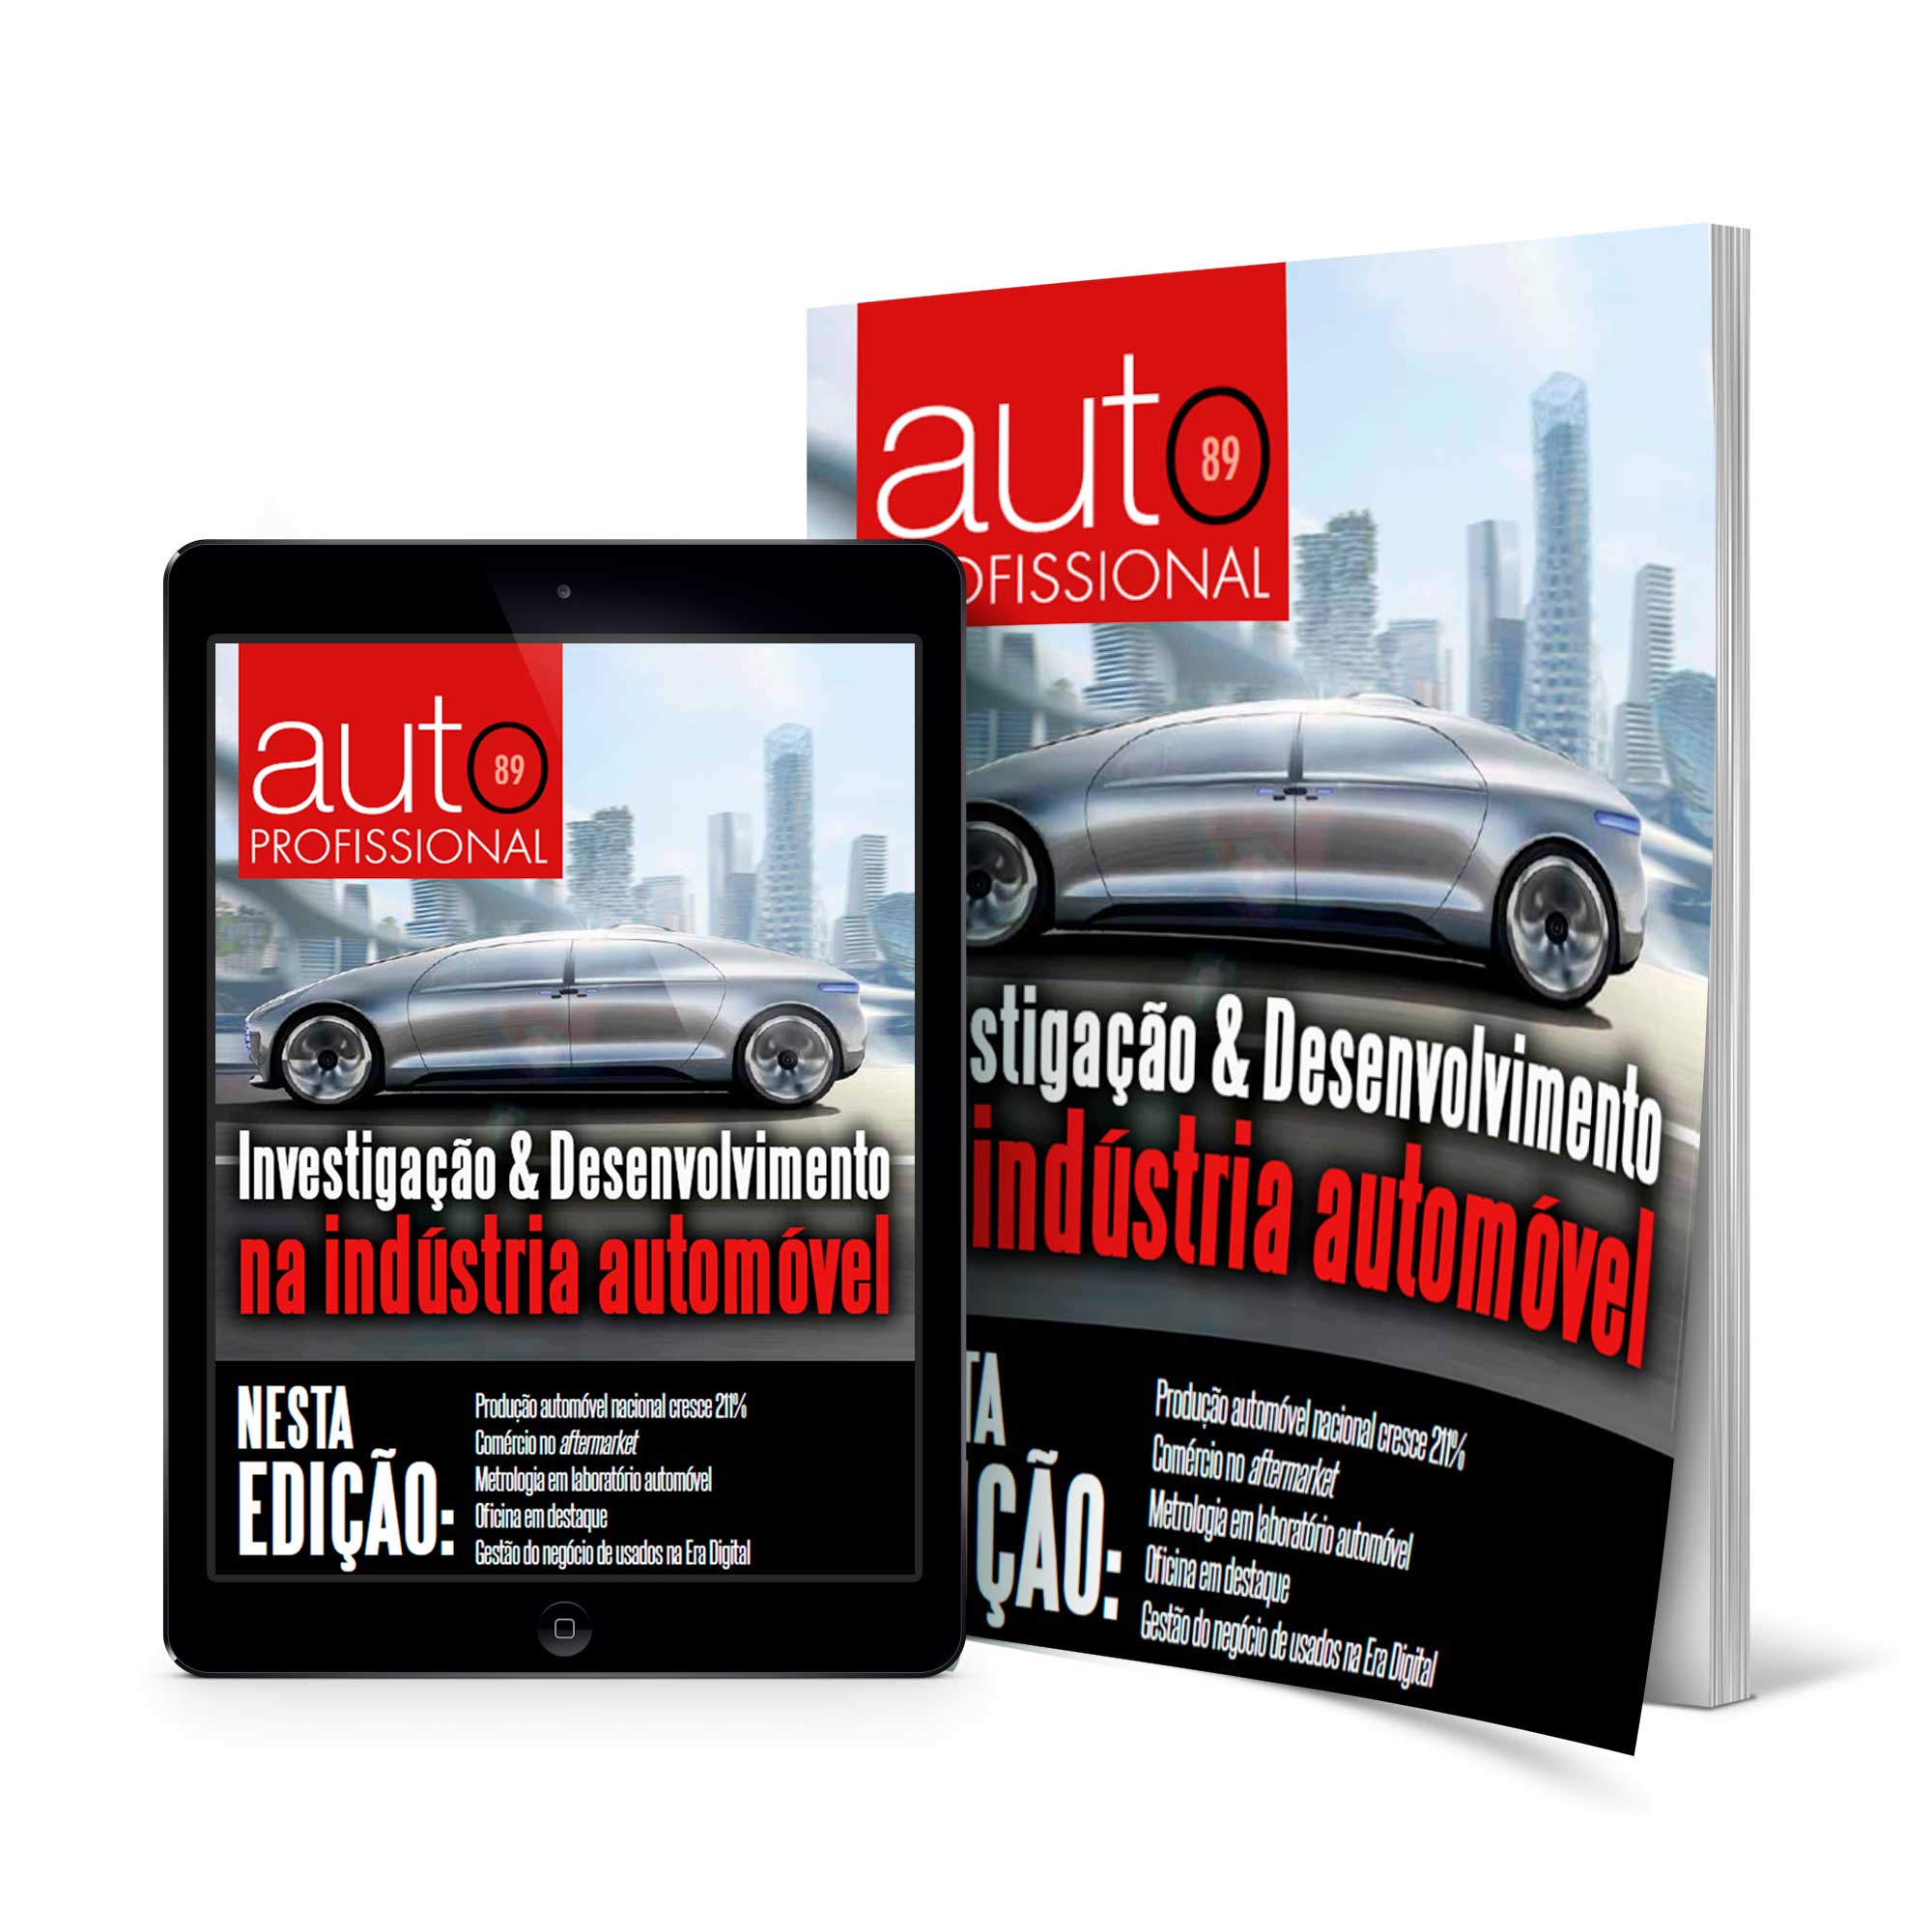 auto
89
PROFISSIONAL
Investigação & Desenvolvimento
na indústria automóvel
NESTA
EDIÇÃO:
Produção automóvel nacional cresce 211%
Comércio no aftermarket
Metrologia em laboratório automóvel
Oficina em destaque
Gestão do negócio de usados na Era Digital
auto
89
OFISSIONAL
stigação & Desenvolvimento
indústria automóvel
TA
ÇÃO:
Produção automóvel nacional cresce 211%
Comércio no aftermarket
Metrologia em laboratório automóvel
Oficina em destaque
Gestão do negócio de usados na Era Digital